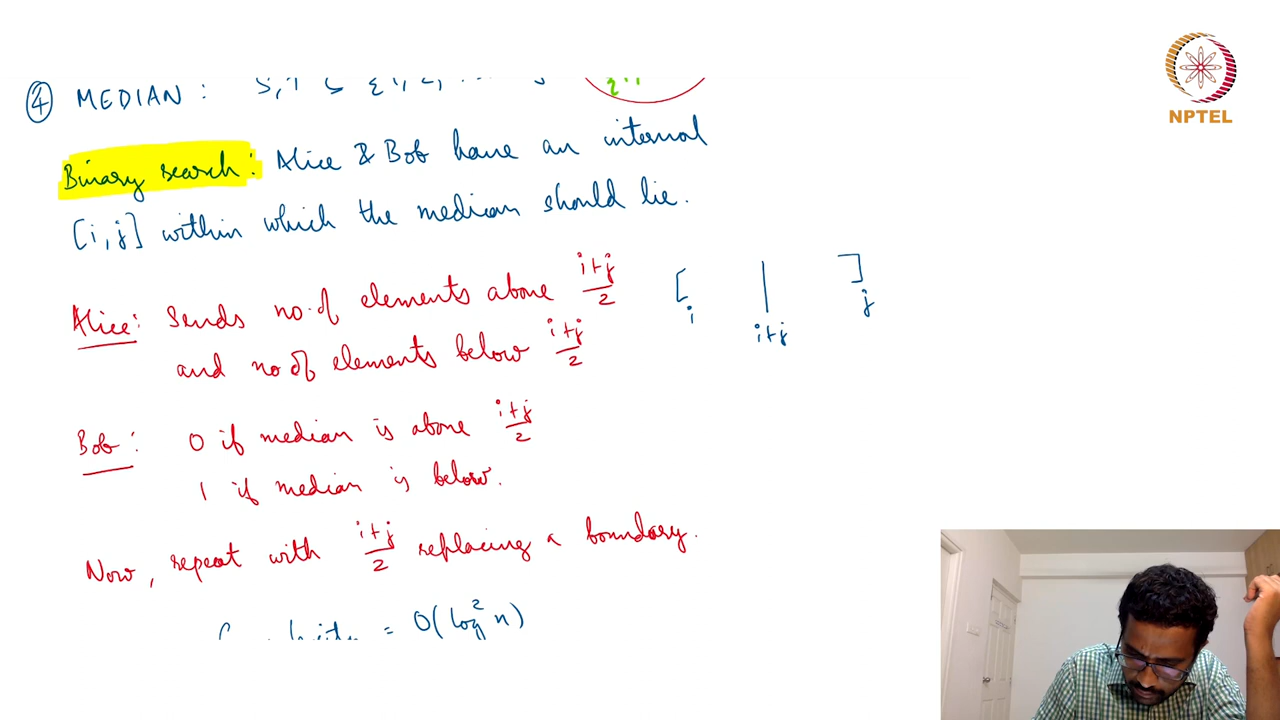 ④ MEDIAN :
NPTEL
Binary search: Alice & Bob have an interval
[i, j] within which the median should lie.
Alice: Sends no. of elements above i+j/2
and no. of elements below i+j/2
[ | ]
i i+j j
Bob: 0 if median is above i+j/2
1 if median is below.
Now, repeat with i+j/2 replacing a boundary.
= O(log² n)